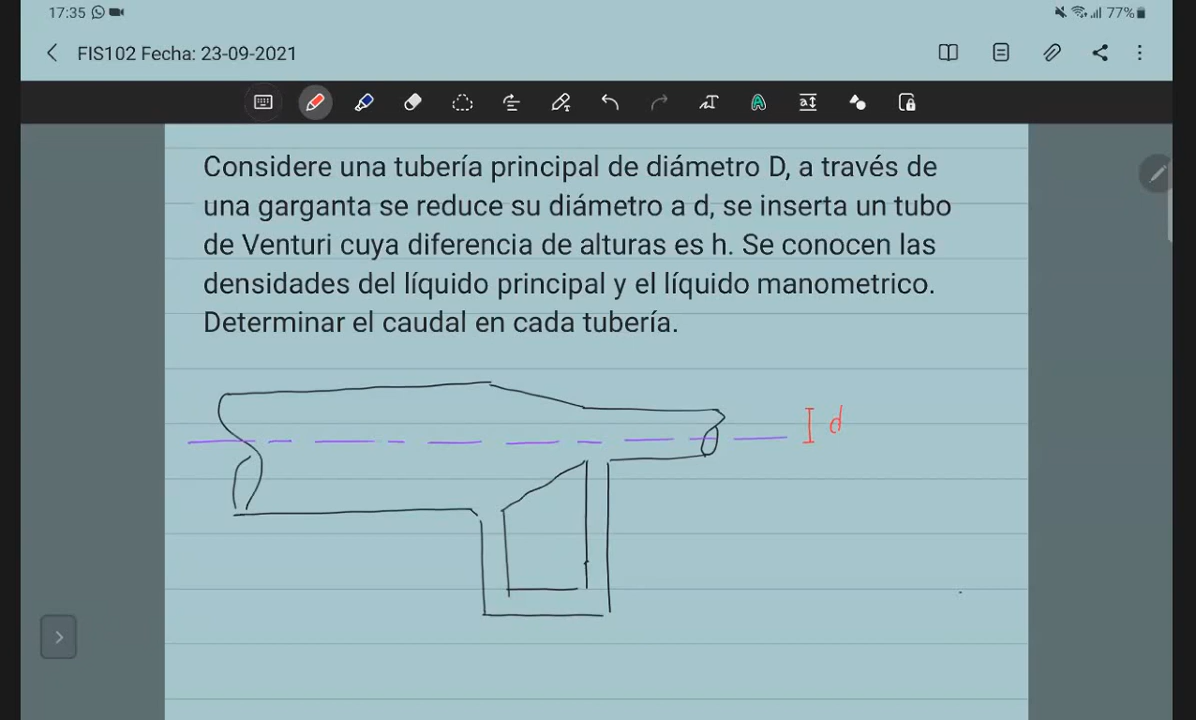 17:35
77%
FIS102 Fecha: 23-09-2021
Considere una tubería principal de diámetro D, a través de
una garganta se reduce su diámetro a d, se inserta un tubo
de Venturi cuya diferencia de alturas es h. Se conocen las
densidades del líquido principal y el líquido manometrico.
Determinar el caudal en cada tubería.
d